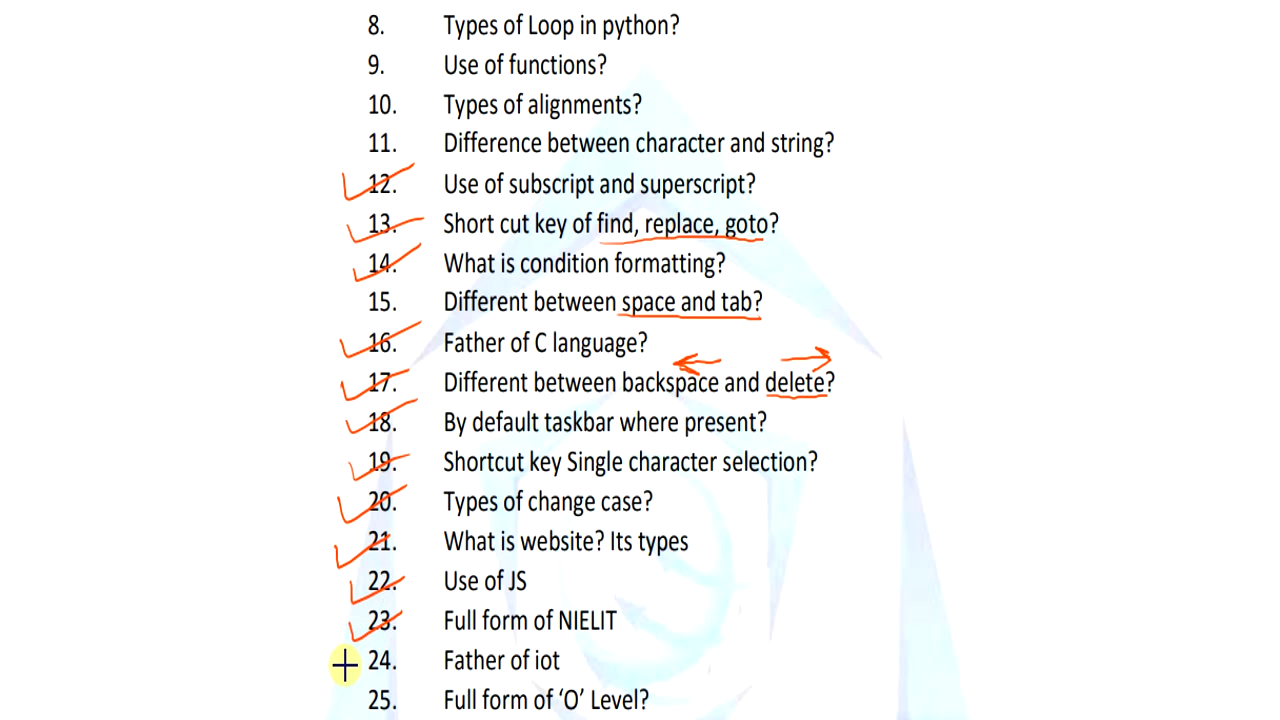 8. Types of Loop in python?
9. Use of functions?
10. Types of alignments?
11. Difference between character and string?
12. Use of subscript and superscript?
13. Short cut key of find, replace, goto?
14. What is condition formatting?
15. Different between space and tab?
16. Father of C language?
17. Different between backspace and delete?
18. By default taskbar where present?
19. Shortcut key Single character selection?
20. Types of change case?
21. What is website? Its types
22. Use of JS
23. Full form of NIELIT
24. Father of iot
25. Full form of ‘O’ Level?